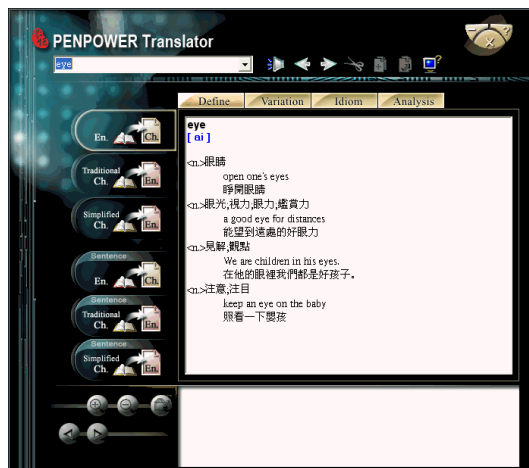 PENPOWER Translator
eye
Define Variation Idiom Analysis
En. Ch.
Traditional Ch. En.
Simplified Ch. En.
Sentence
En. Ch.
Sentence
Traditional Ch. En.
Sentence
Simplified Ch. En.
eye
[ ai ]
<n.>眼睛
open one's eyes
睜開眼睛
<n.>眼光,視力,眼力,鑑賞力
a good eye for distances
能望到遠處的好眼力
<n.>見解,觀點
We are children in his eyes.
在他的眼裡我們都是好孩子。
<n.>注意,注目
keep an eye on the baby
照看一下嬰孩